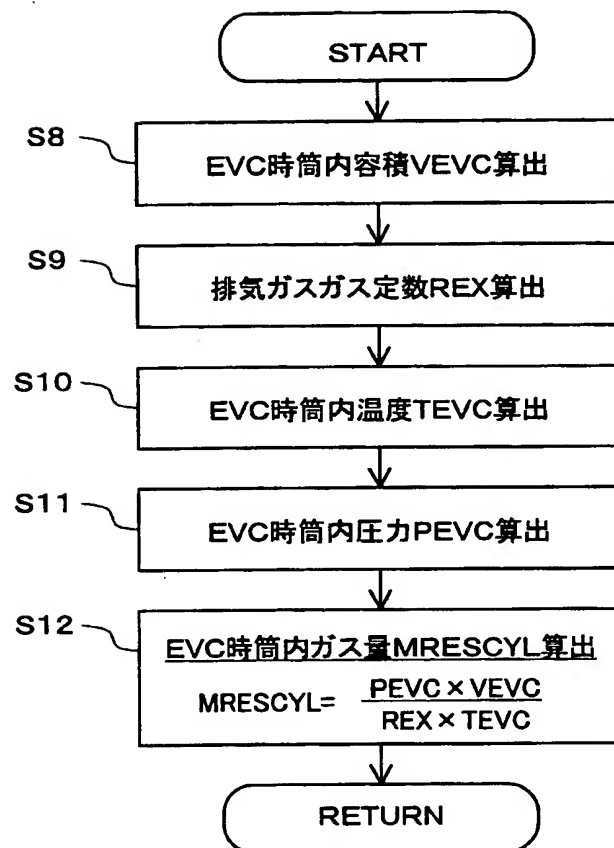 START
S8
EVC時筒内容積VEVC算出
S9
排気ガスガス定数REX算出
S10
EVC時筒内温度TEVC算出
S11
EVC時筒内圧力PEVC算出
S12
EVC時筒内ガス量MRESCYL算出
MRESCYL= PEVC×VEVC
REX×TEVC
RETURN